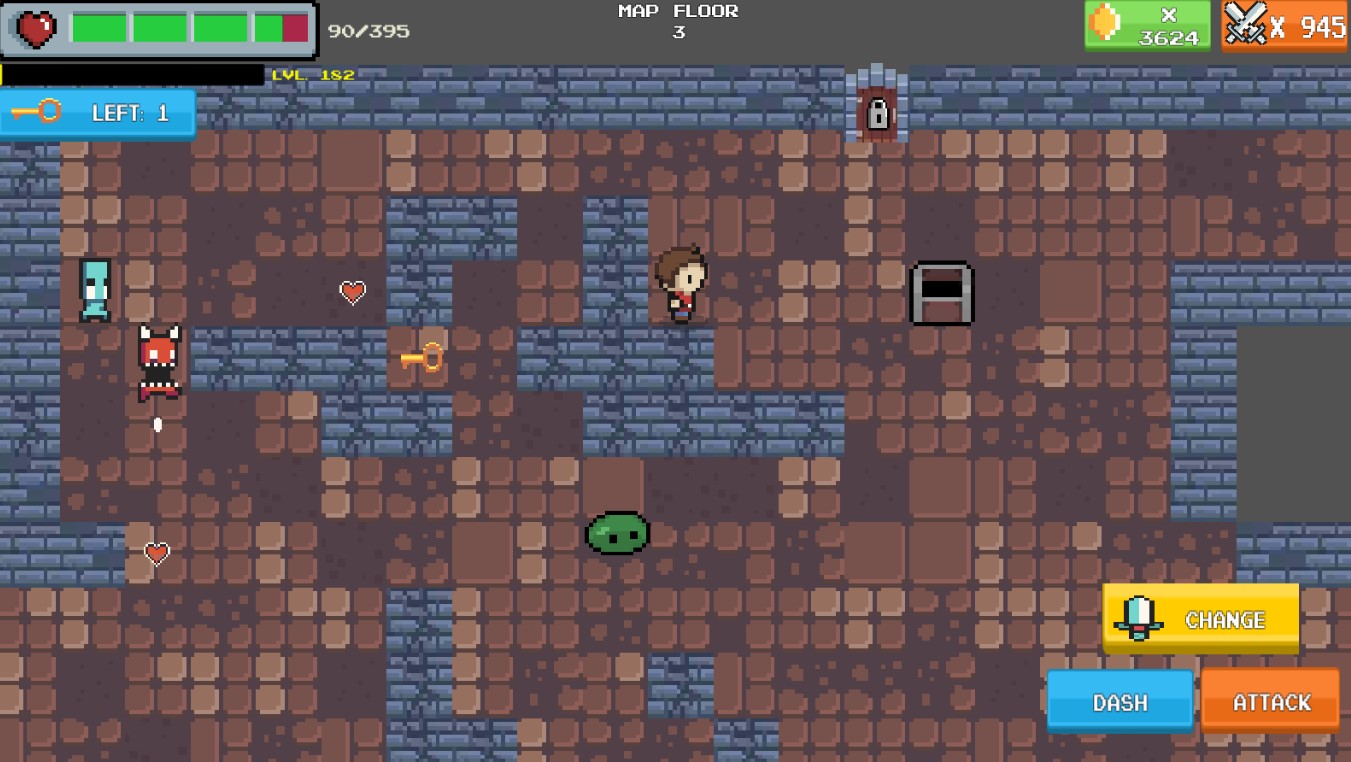 MAP FLOOR
3
90/395
X
3624
X 945
LVL. 182
LEFT: 1
CHANGE
DASH
ATTACK